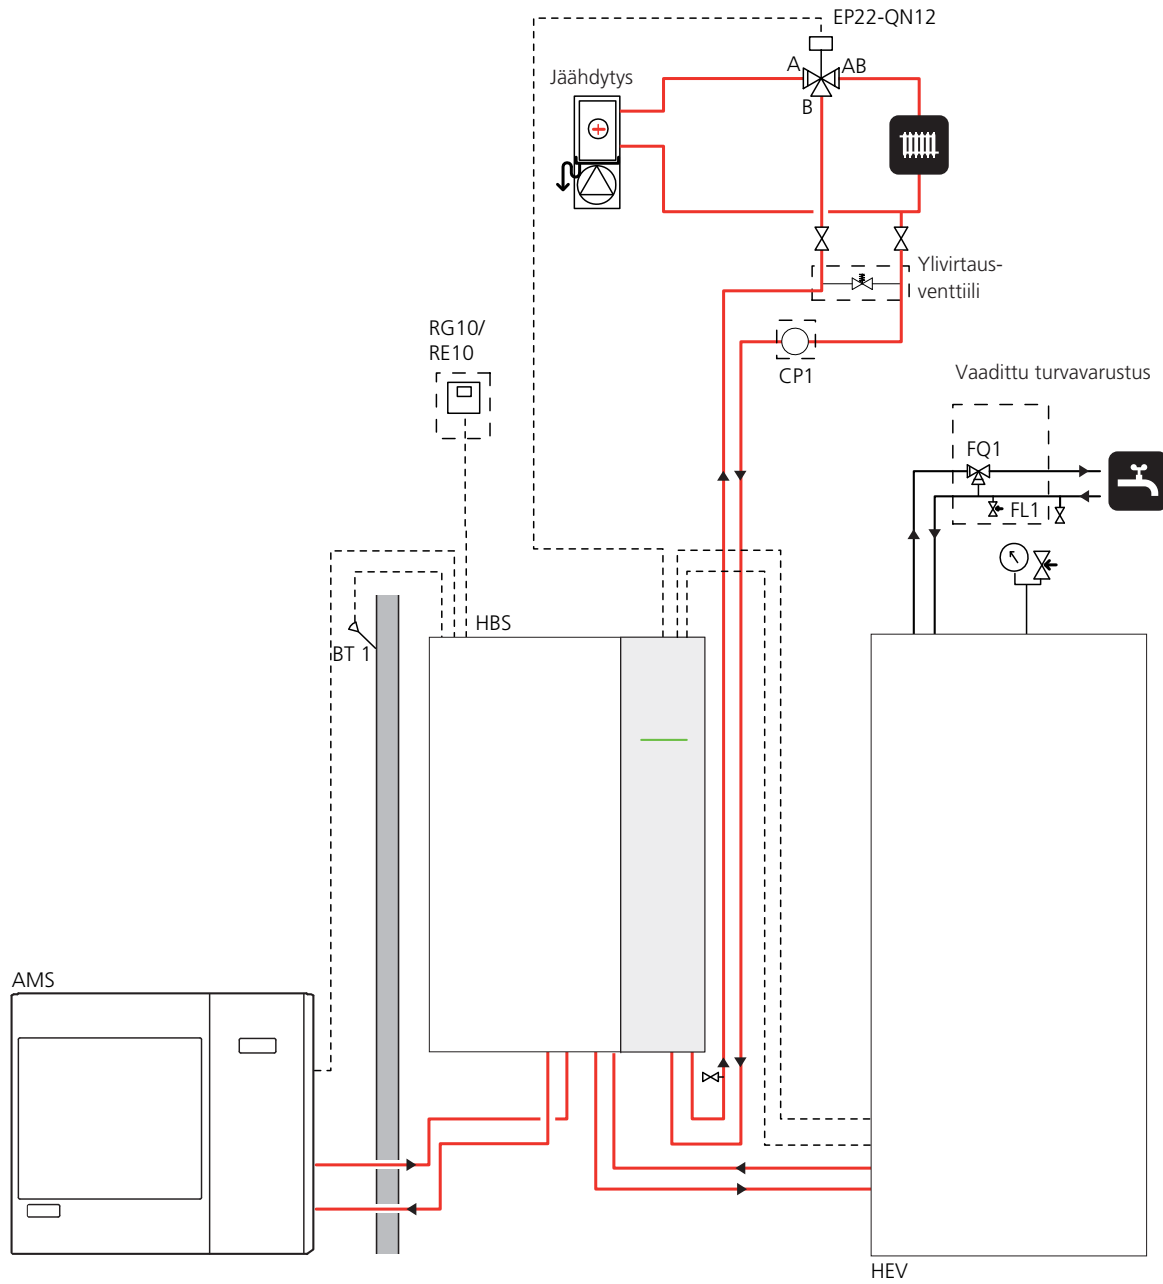 EP22-QN12
A
AB
Jäähdytys
B
Ylivirtaus-
venttiili
RG10/
RE10
CP1
Vaadittu turvavarustus
FQ1
FL1
HBS
BT 1
AMS
HEV